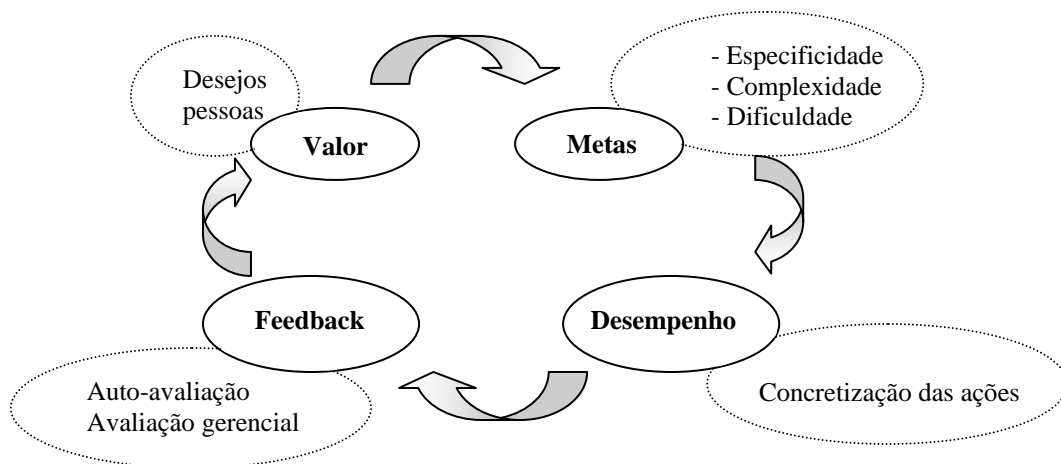 Desejos
pessoas
Valor
- Especificidade
- Complexidade
- Dificuldade
Metas
Feedback
Auto-avaliação
Avaliação gerencial
Desempenho
Concretização das ações